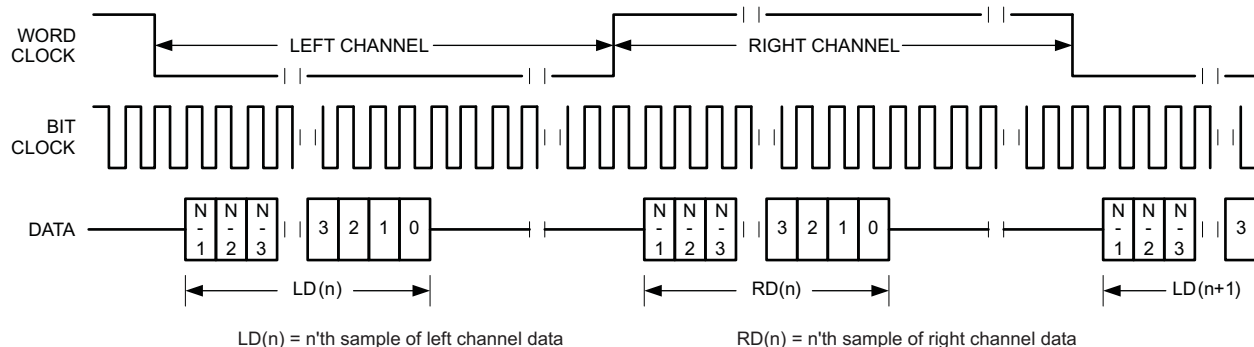 WORD
CLOCK
LEFT CHANNEL
RIGHT CHANNEL
BIT
CLOCK
DATA
N-1 N-2 N-3 3 2 1 0 N-1 N-2 N-3 3 2 1 0 N-1 N-2 N-3 3
LD(n) RD(n) LD(n+1)
LD(n) = n'th sample of left channel data
RD(n) = n'th sample of right channel data